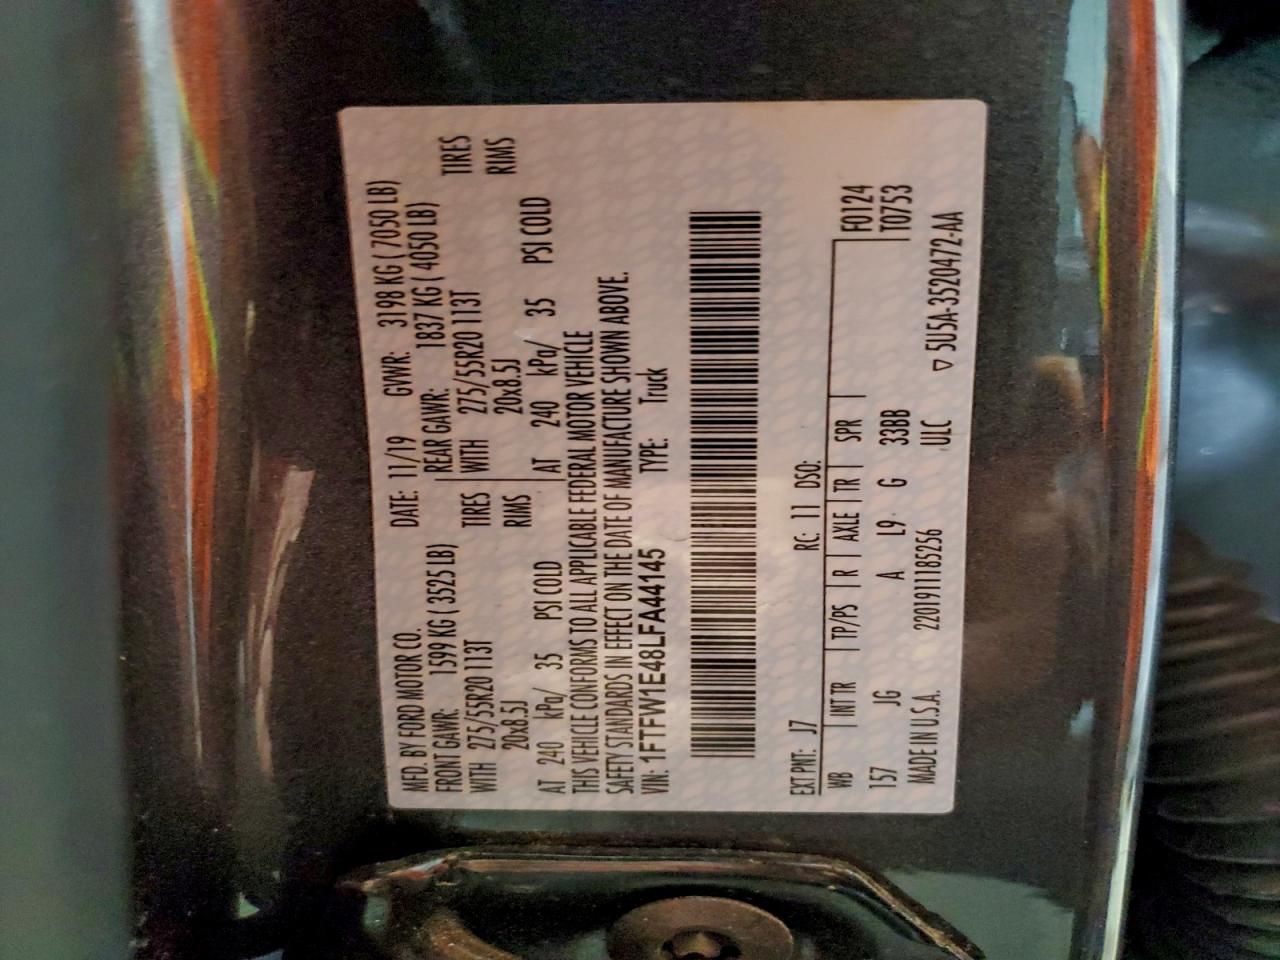 MFD. BY FORD MOTOR CO. DATE: 11/19 GVWR: 3198 KG ( 7050 LB)
FRONT GAWR: 1599 KG ( 3525 LB) REAR GAWR: 1837 KG ( 4050 LB)
WITH 275/55R20 113T TIRES WITH 275/55R20 113T TIRES
20x8.5J RIMS 20x8.5J RIMS
AT 240 kPa/ 35 PSI COLD AT 240 kPa/ 35 PSI COLD
THIS VEHICLE CONFORMS TO ALL APPLICABLE FEDERAL MOTOR VEHICLE
SAFETY STANDARDS IN EFFECT ON THE DATE OF MANUFACTURE SHOWN ABOVE.
VIN: 1FTFW1E48LFA44145 TYPE: Truck
EXT PNT: J7 RC: 11 DSO: F0124
WB INT TR TP/PS R AXLE TR SPR T0753
157 JG A L9 G 33BB
MADE IN U.S.A. 2201911185256 ULC ▽ 5U5A-3520472-AA